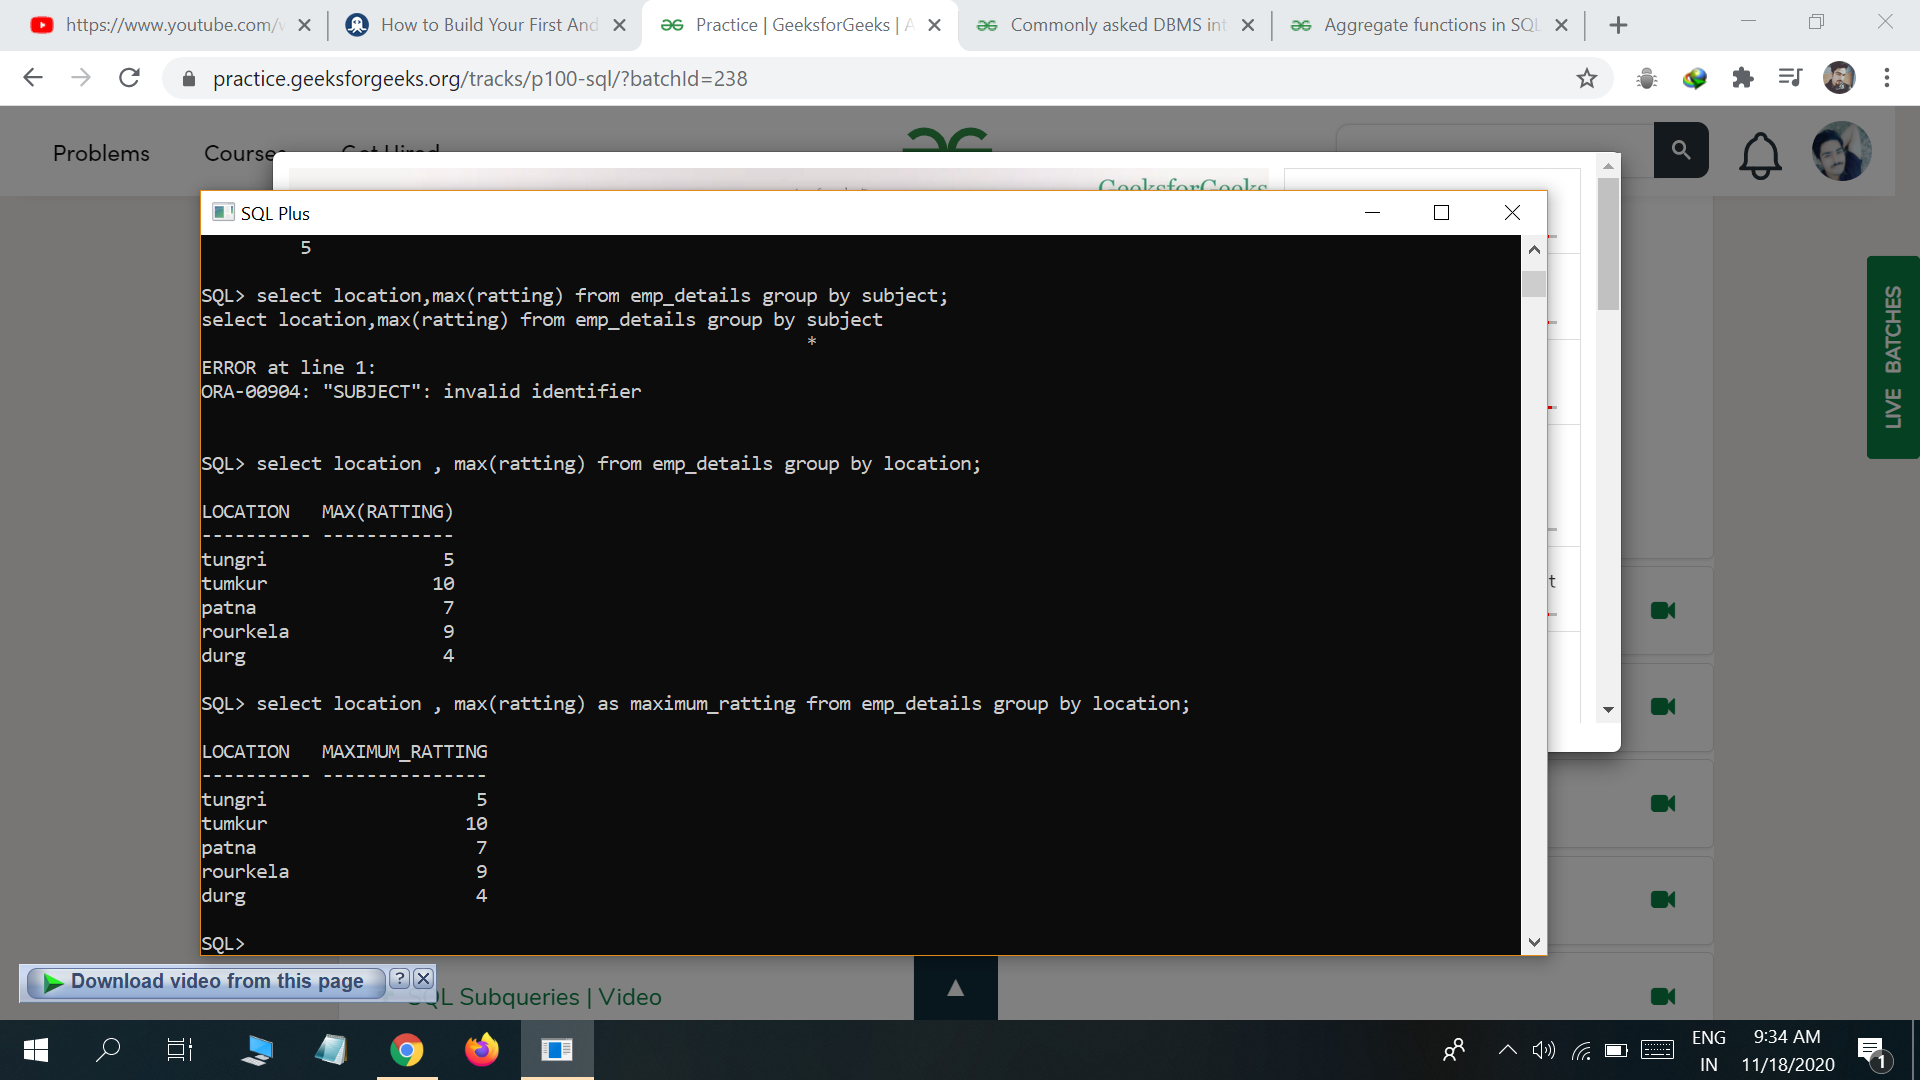 https://www.youtube.com/
How to Build Your First And
Practice | GeeksforGeeks |
Commonly asked DBMS int
Aggregate functions in SQL
practice.geeksforgeeks.org/tracks/p100-sql/?batchId=238
Problems
Courses
Get Hired
GeeksforGeeks
SQL Plus
5
SQL> select location,max(ratting) from emp_details group by subject;
select location,max(ratting) from emp_details group by subject
*
ERROR at line 1:
ORA-00904: "SUBJECT": invalid identifier
SQL> select location , max(ratting) from emp_details group by location;
LOCATION   MAX(RATTING)
---------- ------------
tungri                5
tumkur               10
patna                 7
rourkela              9
durg                  4
SQL> select location , max(ratting) as maximum_ratting from emp_details group by location;
LOCATION   MAXIMUM_RATTING
---------- ---------------
tungri                   5
tumkur                  10
patna                    7
rourkela                 9
durg                     4
SQL>
t
LIVE BATCHES
Download video from this page
?
SQL Subqueries | Video
ENG
IN
9:34 AM
11/18/2020
1